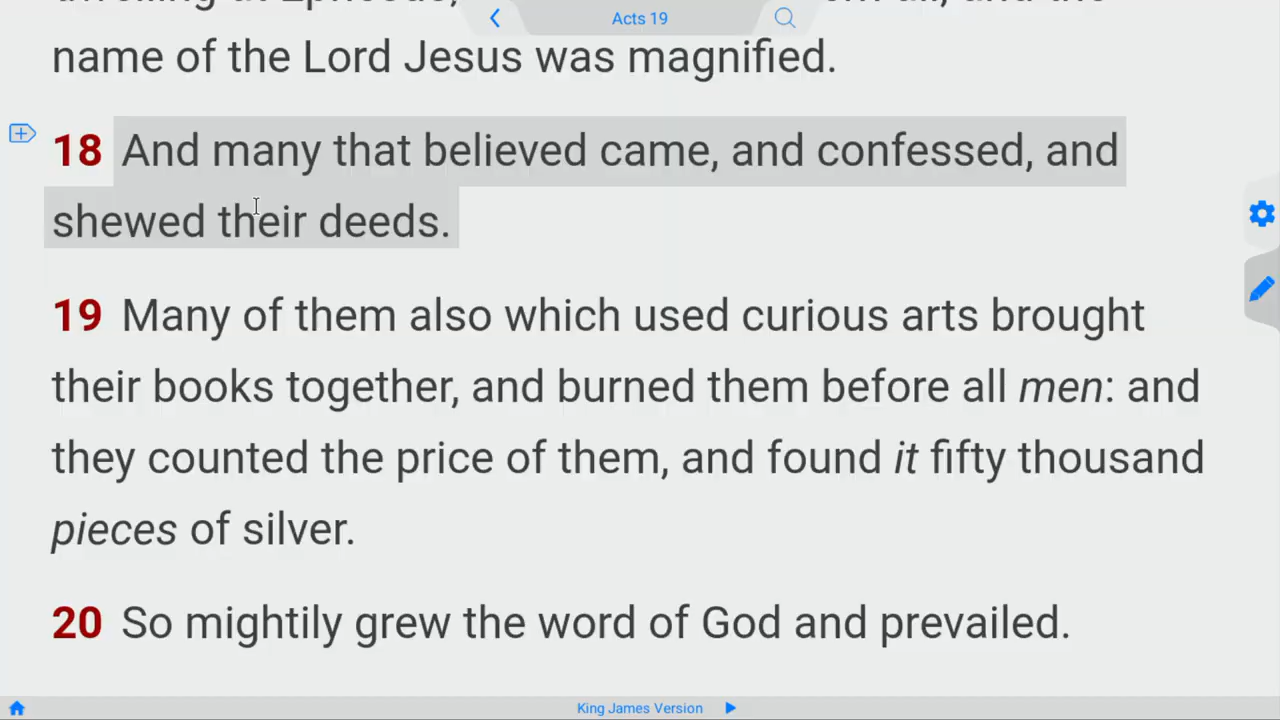 Acts 19
name of the Lord Jesus was magnified.
18 And many that believed came, and confessed, and
shewed their deeds.
19 Many of them also which used curious arts brought
their books together, and burned them before all men: and
they counted the price of them, and found it fifty thousand
pieces of silver.
20 So mightily grew the word of God and prevailed.
King James Version